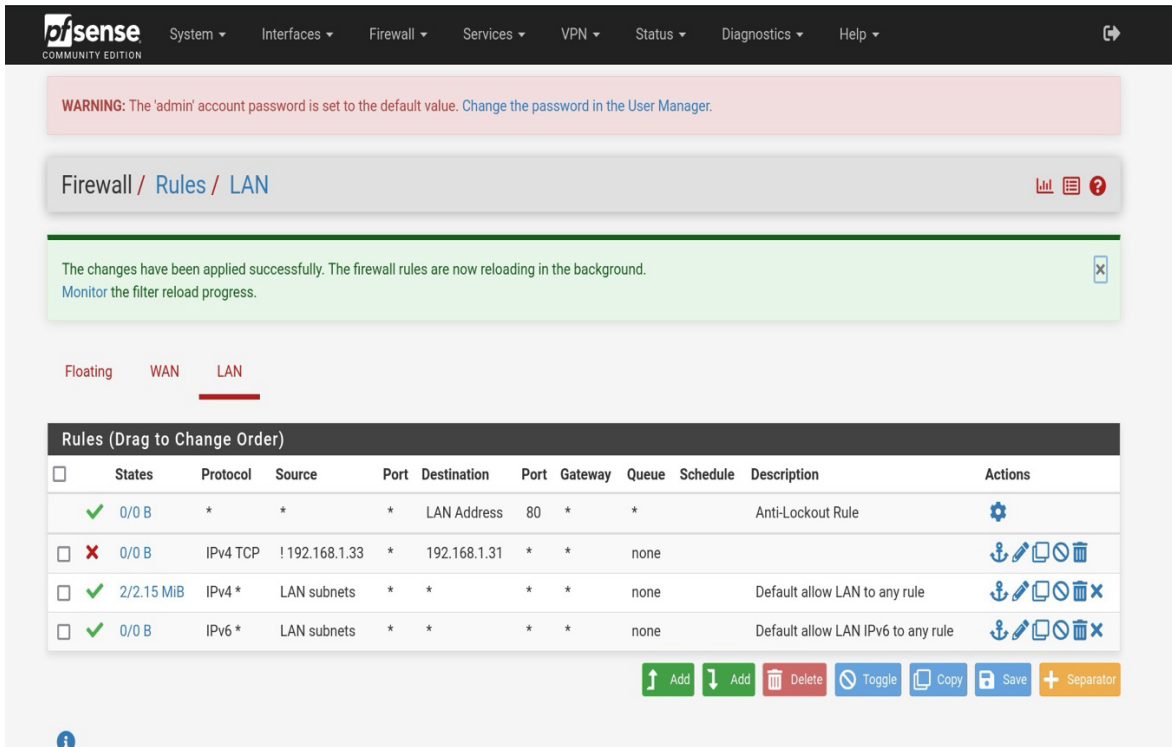 pfsense
COMMUNITY EDITION
System Interfaces Firewall Services VPN Status Diagnostics Help
WARNING: The 'admin' account password is set to the default value. Change the password in the User Manager.
Firewall / Rules / LAN
The changes have been applied successfully. The firewall rules are now reloading in the background.
Monitor the filter reload progress.
Floating WAN LAN
Rules (Drag to Change Order)
States Protocol Source Port Destination Port Gateway Queue Schedule Description Actions
0/0 B * * * LAN Address 80 * * Anti-Lockout Rule
0/0 B IPv4 TCP ! 192.168.1.33 * 192.168.1.31 * * none
2/2.15 MiB IPv4 * LAN subnets * * * * none Default allow LAN to any rule
0/0 B IPv6 * LAN subnets * * * * none Default allow LAN IPv6 to any rule
Add Add Delete Toggle Copy Save Separator